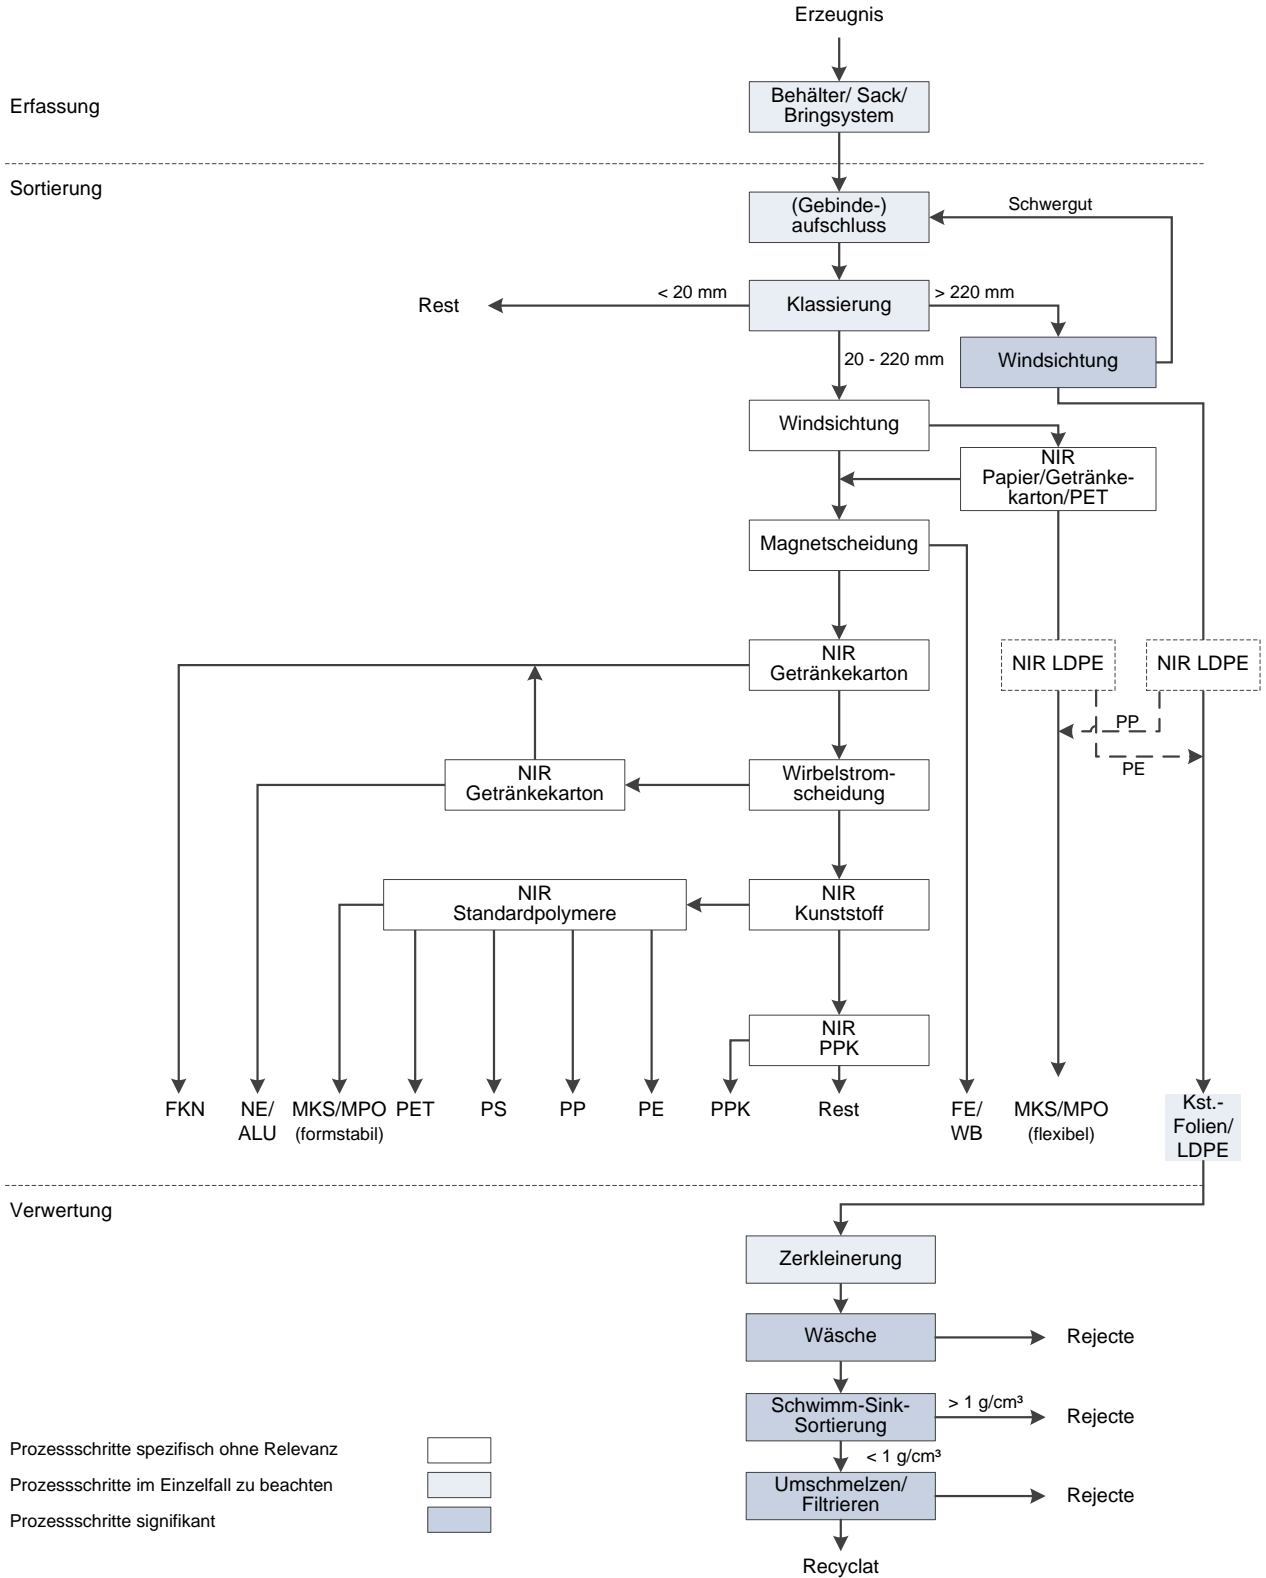 Erzeugnis
Erfassung
Behälter/ Sack/
Bringsystem
Sortierung
(Gebinde-)
aufschluss
Schwergut
Rest
< 20 mm
Klassierung
> 220 mm
20 - 220 mm
Windsichtung
Windsichtung
NIR
Papier/Getränke-
karton/PET
Magnetscheidung
NIR
Getränkekarton
NIR LDPE
NIR LDPE
PP
PE
NIR
Getränkekarton
Wirbelstrom-
scheidung
NIR
Standardpolymere
NIR
Kunststoff
NIR
PPK
FKN
NE/
ALU
MKS/MPO
(formstabil)
PET
PS
PP
PE
PPK
Rest
FE/
WB
MKS/MPO
(flexibel)
Kst.-
Folien/
LDPE
Verwertung
Zerkleinerung
Wäsche
Rejecte
Schwimm-Sink-
Sortierung
> 1 g/cm³
Rejecte
< 1 g/cm³
Umschmelzen/
Filtrieren
Rejecte
Recyclat
Prozessschritte spezifisch ohne Relevanz
Prozessschritte im Einzelfall zu beachten
Prozessschritte signifikant